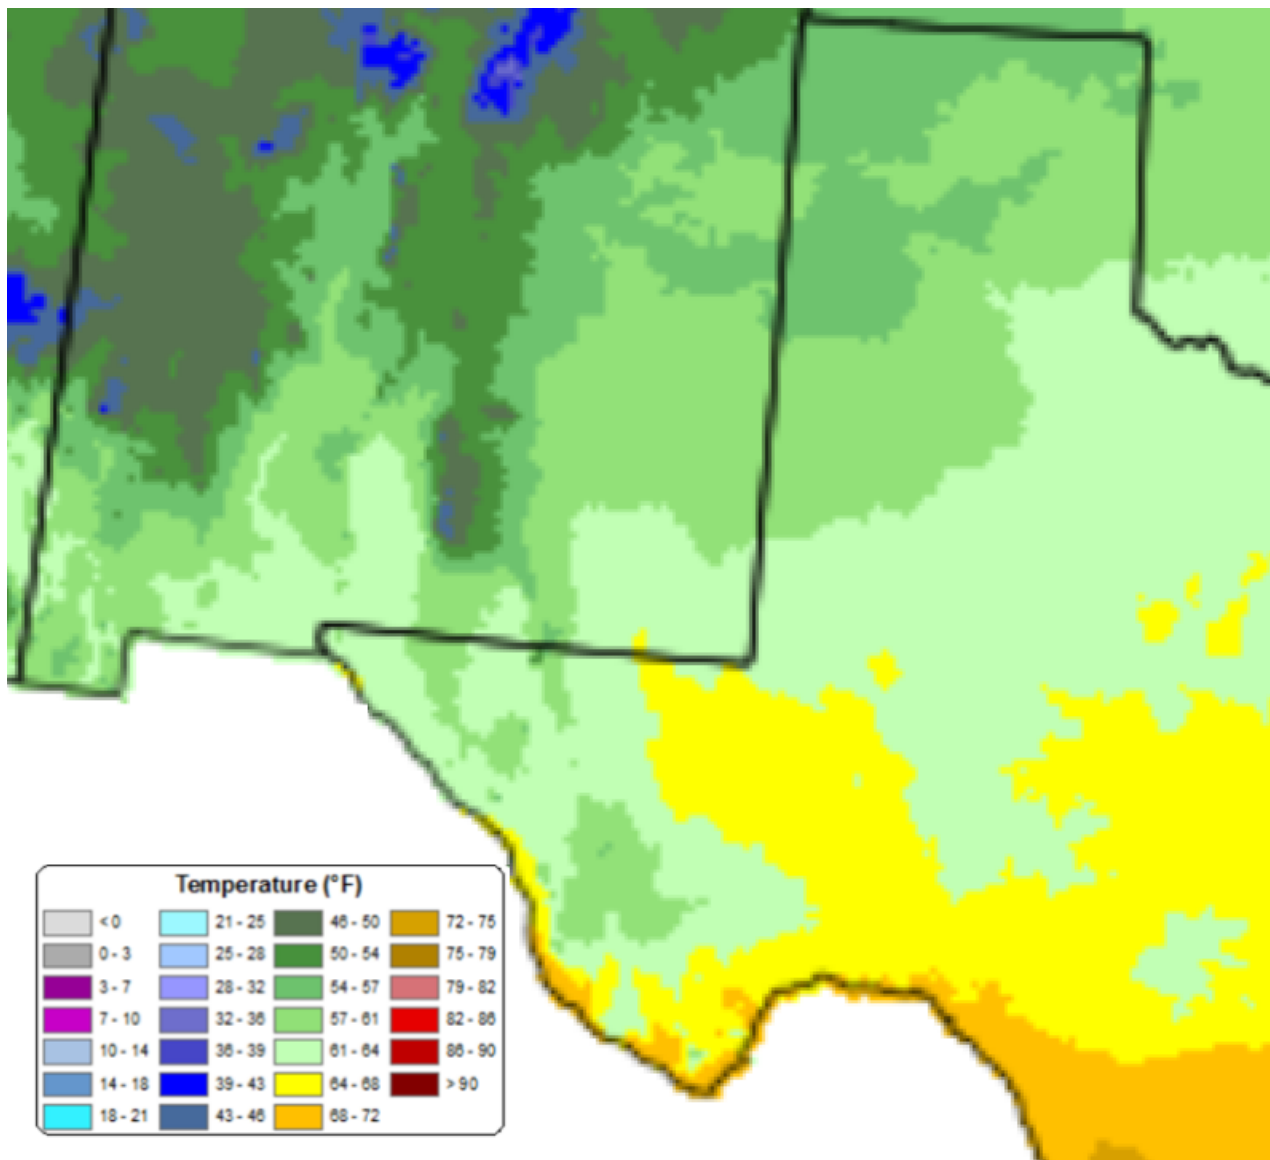 Temperature (°F)
< 0 21 - 25 46 - 50 72 - 75
0 - 3 25 - 28 50 - 54 75 - 79
3 - 7 28 - 32 54 - 57 79 - 82
7 - 10 32 - 36 57 - 61 82 - 86
10 - 14 36 - 39 61 - 64 86 - 90
14 - 18 39 - 43 64 - 68 > 90
18 - 21 43 - 46 68 - 72